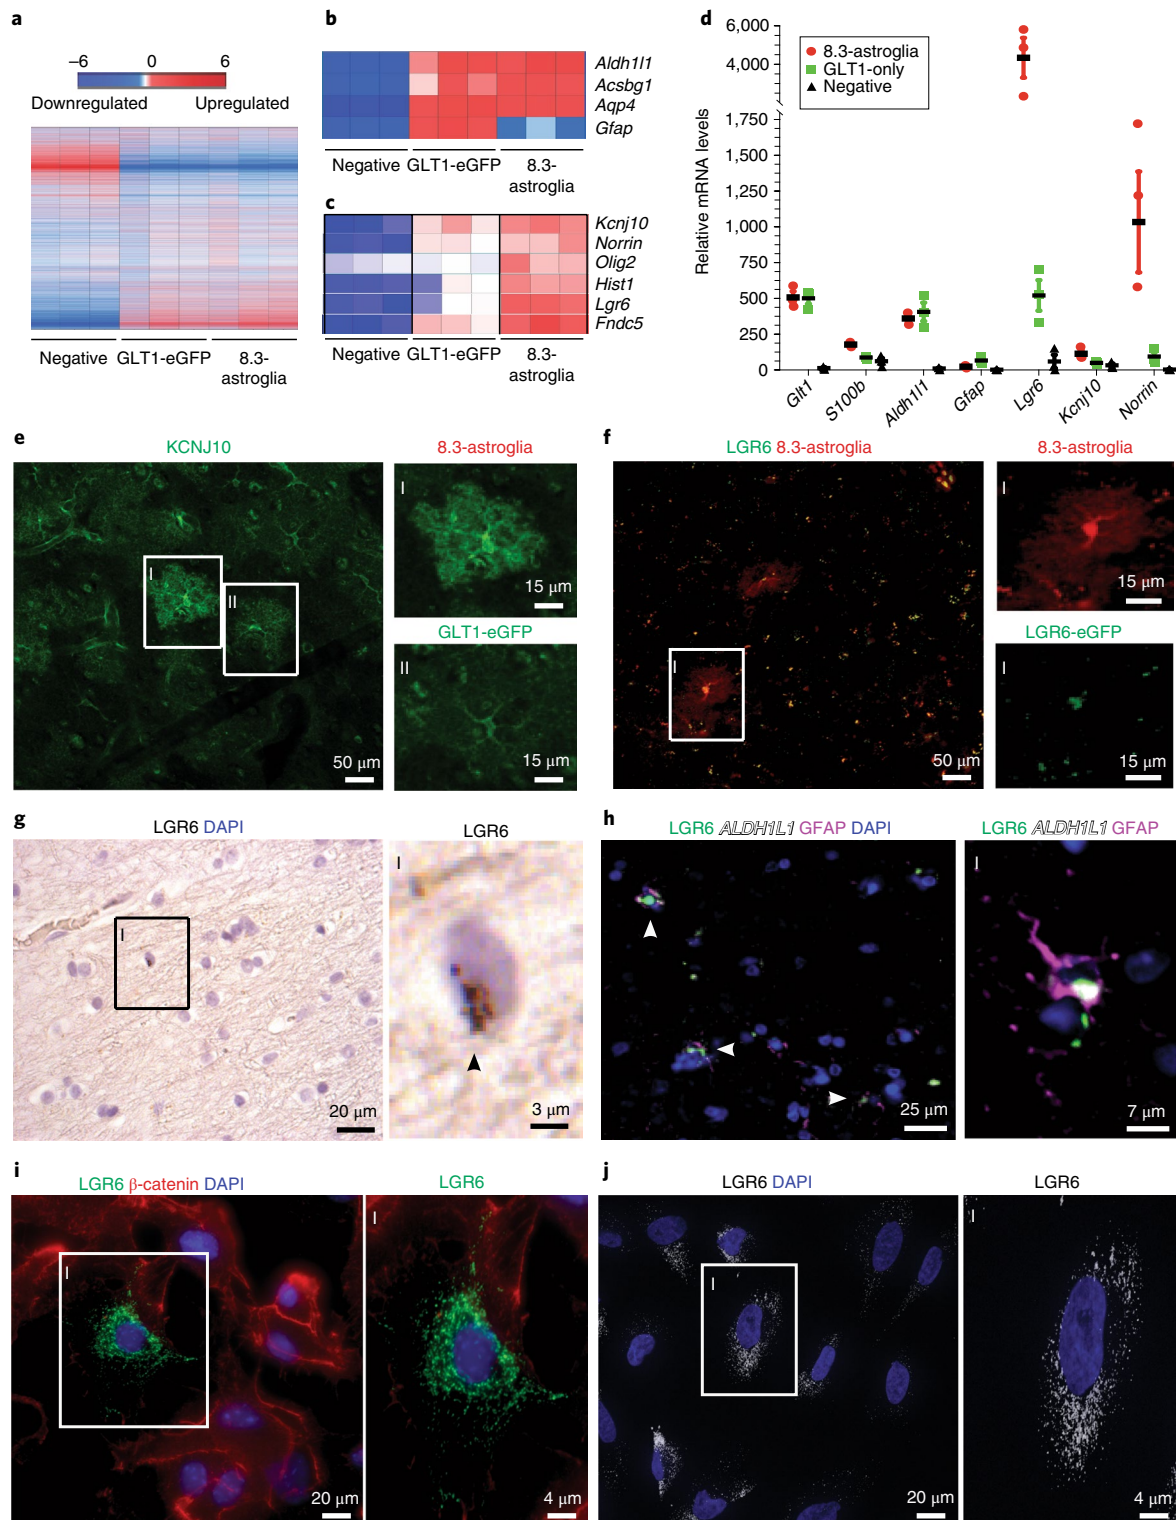 a
−6 0 6
Downregulated Upregulated
Negative GLT1-eGFP 8.3-
astroglia
b
Aldh1l1
Acsbg1
Aqp4
Gfap
Negative GLT1-eGFP 8.3-
astroglia
c
Kcnj10
Norrin
Olig2
Hist1
Lgr6
Fndc5
Negative GLT1-eGFP 8.3-
astroglia
d
Relative mRNA levels
6,000
4,000
1,750
1,500
1,250
1,000
750
500
250
0
8.3-astroglia
GLT1-only
Negative
Glt1
S100b
Aldh1l1
Gfap
Lgr6
Kcnj10
Norrin
e
KCNJ10
I
II
50 μm
8.3-astroglia
I
15 μm
GLT1-eGFP
II
15 μm
f
LGR6 8.3-astroglia
I
50 μm
8.3-astroglia
I
15 μm
LGR6-eGFP
I
15 μm
g
LGR6 DAPI
I
20 μm
LGR6
I
3 μm
h
LGR6 ALDH1L1 GFAP DAPI
25 μm
LGR6 ALDH1L1 GFAP
I
7 μm
i
LGR6 β-catenin DAPI
I
20 μm
LGR6
I
4 μm
j
LGR6 DAPI
I
20 μm
LGR6
I
4 μm